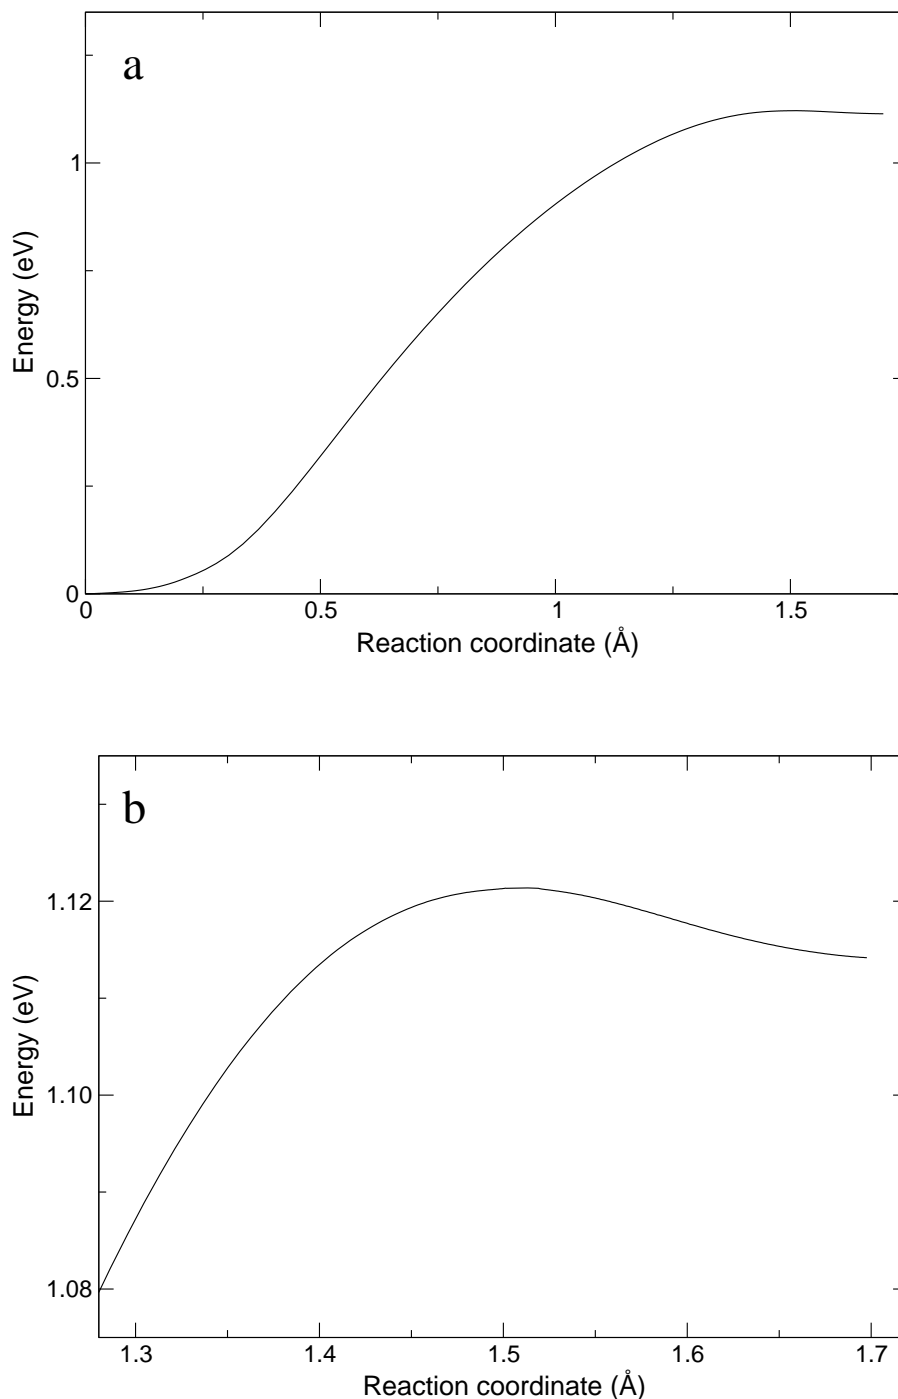 a
1
0.5
0
Energy (eV)
0 0.5 1 1.5
Reaction coordinate (Å)
b
1.12
1.10
1.08
Energy (eV)
1.3 1.4 1.5 1.6 1.7
Reaction coordinate (Å)